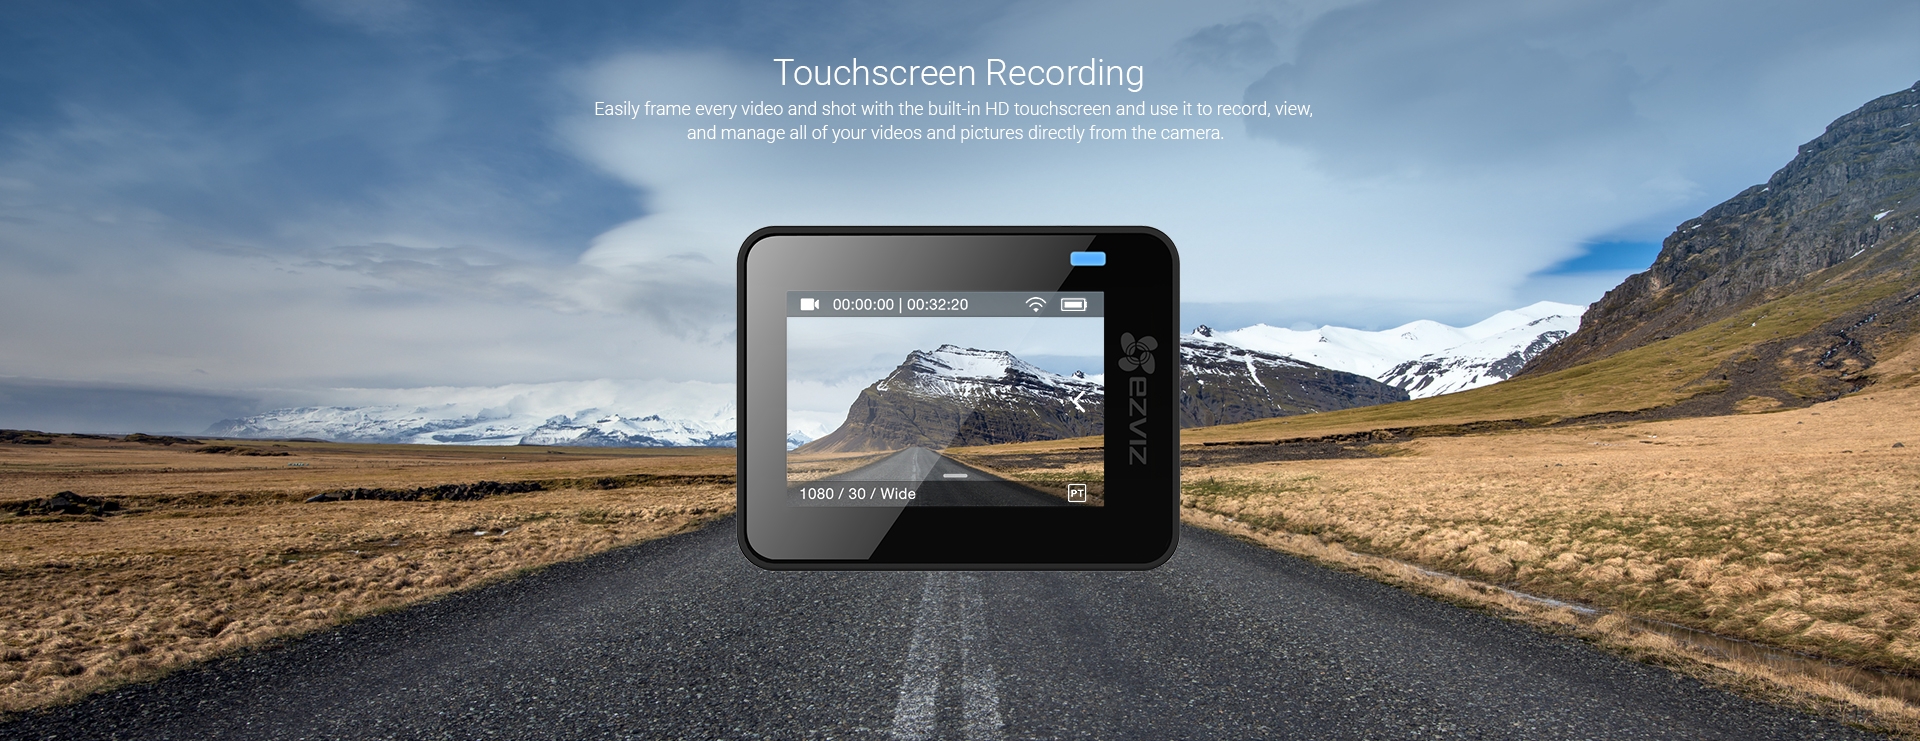 Touchscreen Recording
Easily frame every video and shot with the built-in HD touchscreen and use it to record, view,
and manage all of your videos and pictures directly from the camera.
00:00:00 | 00:32:20
1080 / 30 / Wide
PT
ezviz